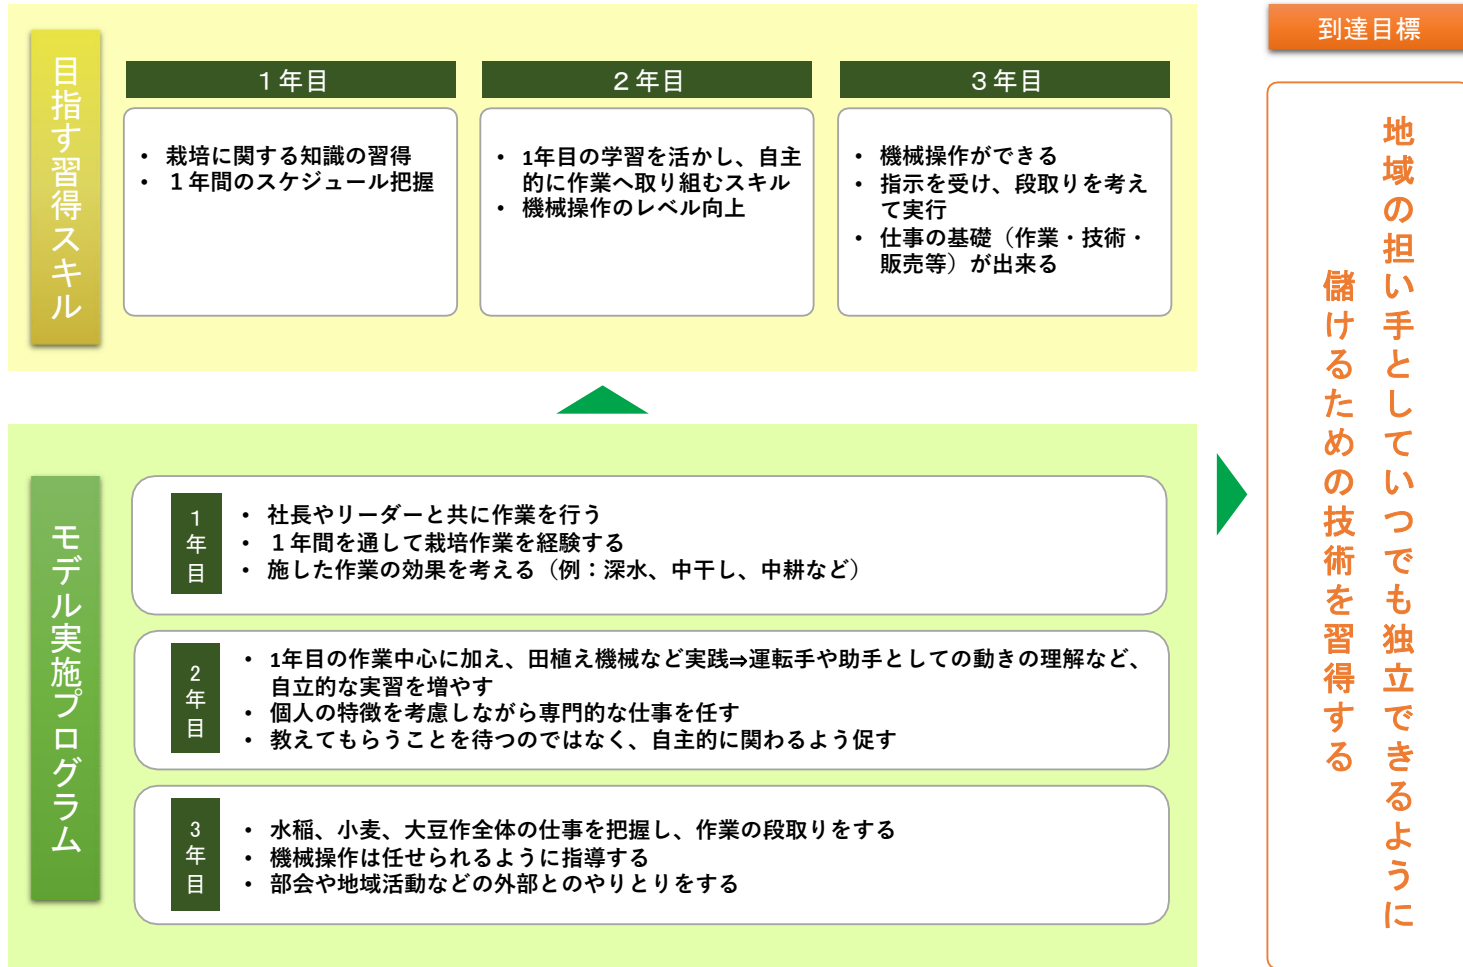 目指す習得スキル
１年目
• 栽培に関する知識の習得
• １年間のスケジュール把握
２年目
• 1年目の学習を活かし、自主
的に作業へ取り組むスキル
• 機械操作のレベル向上
３年目
• 機械操作ができる
• 指示を受け、段取りを考え
て実行
• 仕事の基礎（作業・技術・
販売等）が出来る
モデル実施プログラム
1年目
• 社長やリーダーと共に作業を行う
• １年間を通して栽培作業を経験する
• 施した作業の効果を考える（例：深水、中干し、中耕など）
2年目
• 1年目の作業中心に加え、田植え機械など実践⇒運転手や助手としての動きの理解など、
自立的な実習を増やす
• 個人の特徴を考慮しながら専門的な仕事を任す
• 教えてもらうことを待つのではなく、自主的に関わるよう促す
3年目
• 水稲、小麦、大豆作全体の仕事を把握し、作業の段取りをする
• 機械操作は任せられるように指導する
• 部会や地域活動などの外部とのやりとりをする
到達目標
地域の担い手としていつでも独立できるように
儲けるための技術を習得する